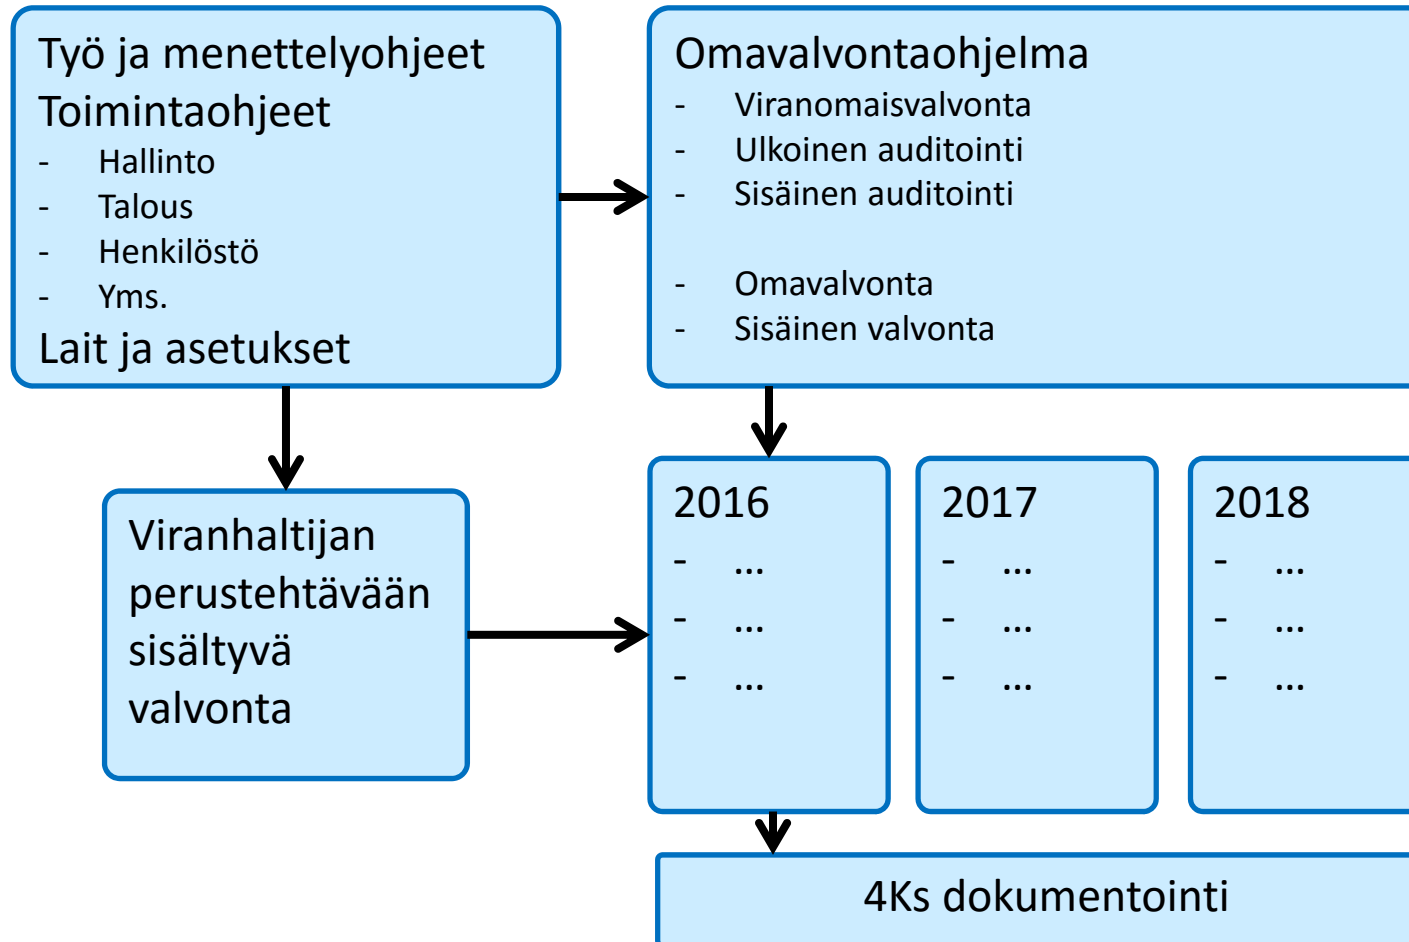 Työ ja menettelyohjeet
Toimintaohjeet
- Hallinto
- Talous
- Henkilöstö
- Yms.
Lait ja asetukset
Omavalvontaohjelma
- Viranomaisvalvonta
- Ulkoinen auditointi
- Sisäinen auditointi
- Omavalvonta
- Sisäinen valvonta
Viranhaltijan
perustehtävään
sisältyvä
valvonta
2016
- ...
- ...
- ...
2017
- ...
- ...
- ...
2018
- ...
- ...
- ...
4Ks dokumentointi